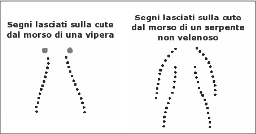 Segni lasciati sulla cute
dal morso di una vipera
Segni lasciati sulla cute
dal morso di un serpente
non velenoso